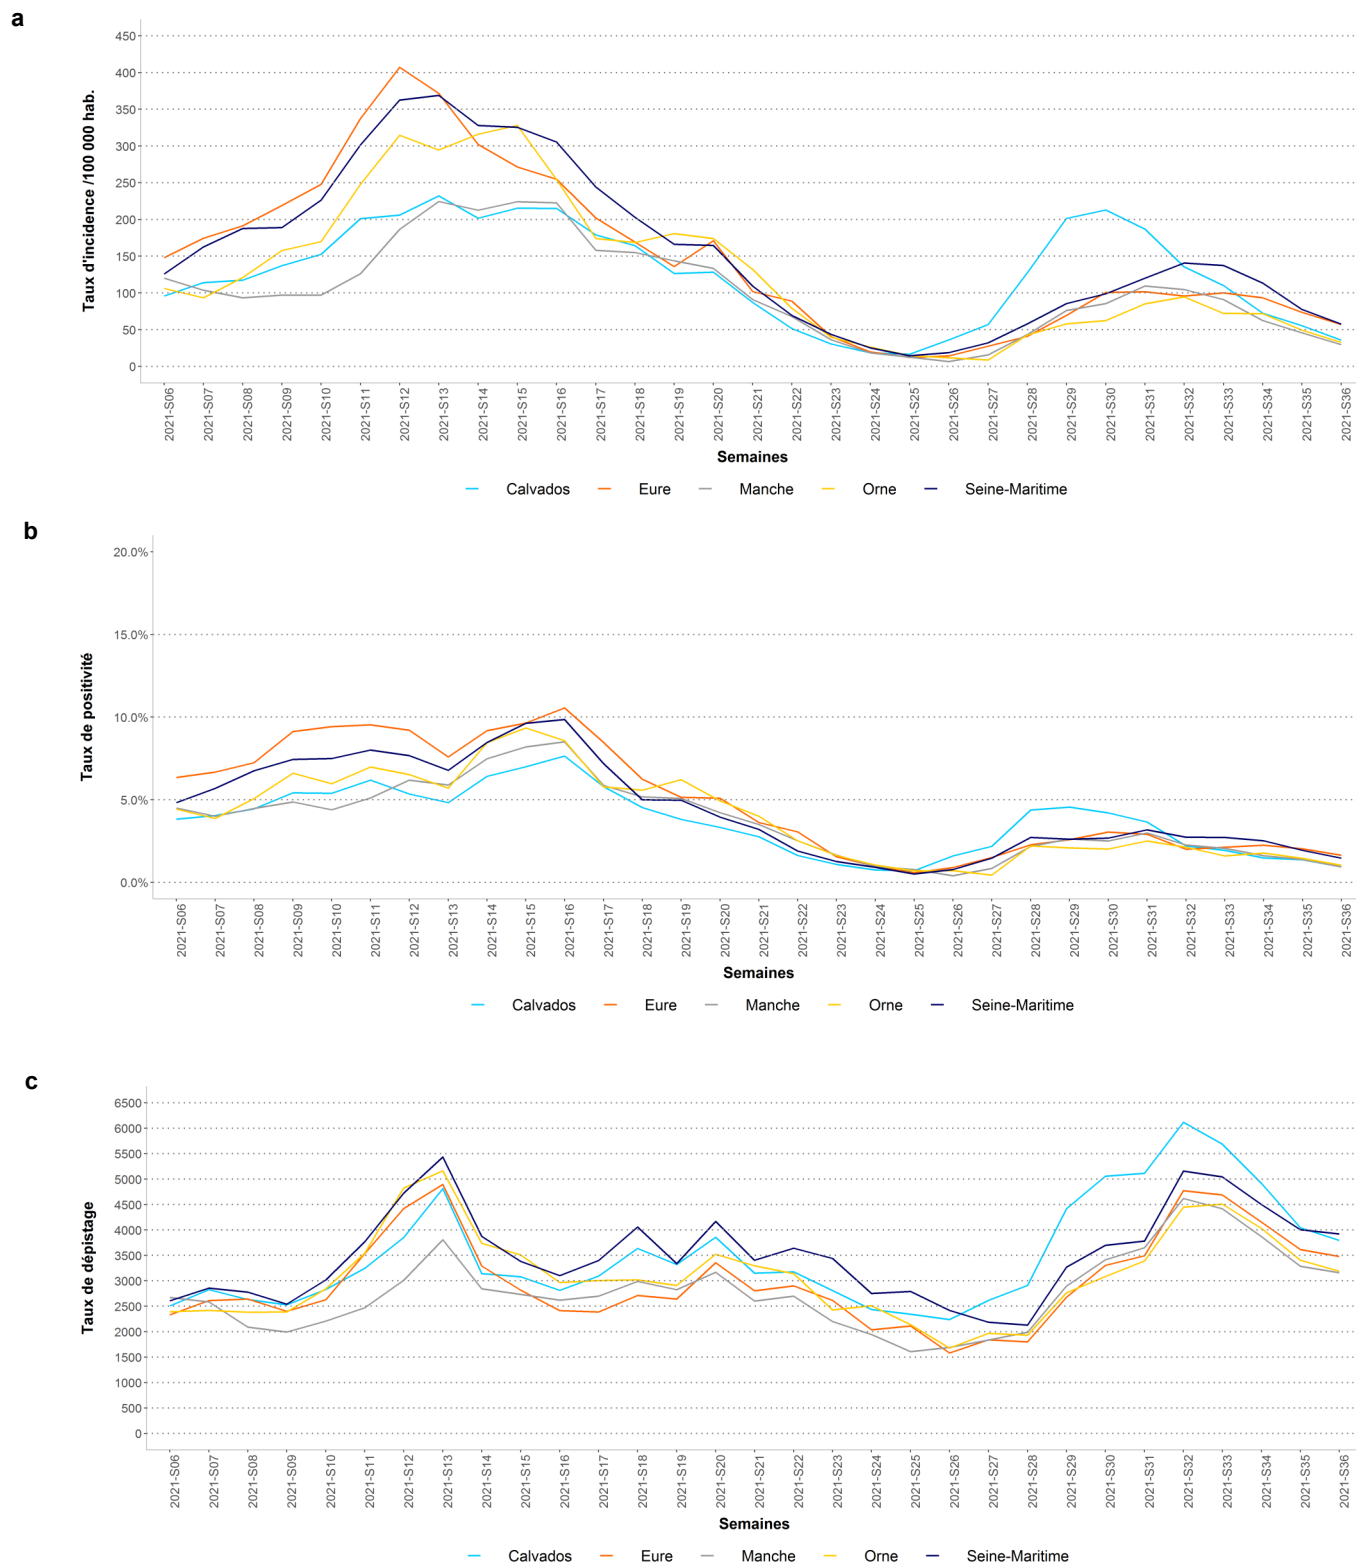 a
Taux d'incidence /100 000 hab.
450
400
350
300
250
200
150
100
50
0
2021-S06 2021-S07 2021-S08 2021-S09 2021-S10 2021-S11 2021-S12 2021-S13 2021-S14 2021-S15 2021-S16 2021-S17 2021-S18 2021-S19 2021-S20 2021-S21 2021-S22 2021-S23 2021-S24 2021-S25 2021-S26 2021-S27 2021-S28 2021-S29 2021-S30 2021-S31 2021-S32 2021-S33 2021-S34 2021-S35 2021-S36
Semaines
Calvados Eure Manche Orne Seine-Maritime
b
Taux de positivité
20.0%
15.0%
10.0%
5.0%
0.0%
2021-S06 2021-S07 2021-S08 2021-S09 2021-S10 2021-S11 2021-S12 2021-S13 2021-S14 2021-S15 2021-S16 2021-S17 2021-S18 2021-S19 2021-S20 2021-S21 2021-S22 2021-S23 2021-S24 2021-S25 2021-S26 2021-S27 2021-S28 2021-S29 2021-S30 2021-S31 2021-S32 2021-S33 2021-S34 2021-S35 2021-S36
Semaines
Calvados Eure Manche Orne Seine-Maritime
c
Taux de dépistage
6500
6000
5500
5000
4500
4000
3500
3000
2500
2000
1500
1000
500
0
2021-S06 2021-S07 2021-S08 2021-S09 2021-S10 2021-S11 2021-S12 2021-S13 2021-S14 2021-S15 2021-S16 2021-S17 2021-S18 2021-S19 2021-S20 2021-S21 2021-S22 2021-S23 2021-S24 2021-S25 2021-S26 2021-S27 2021-S28 2021-S29 2021-S30 2021-S31 2021-S32 2021-S33 2021-S34 2021-S35 2021-S36
Semaines
Calvados Eure Manche Orne Seine-Maritime